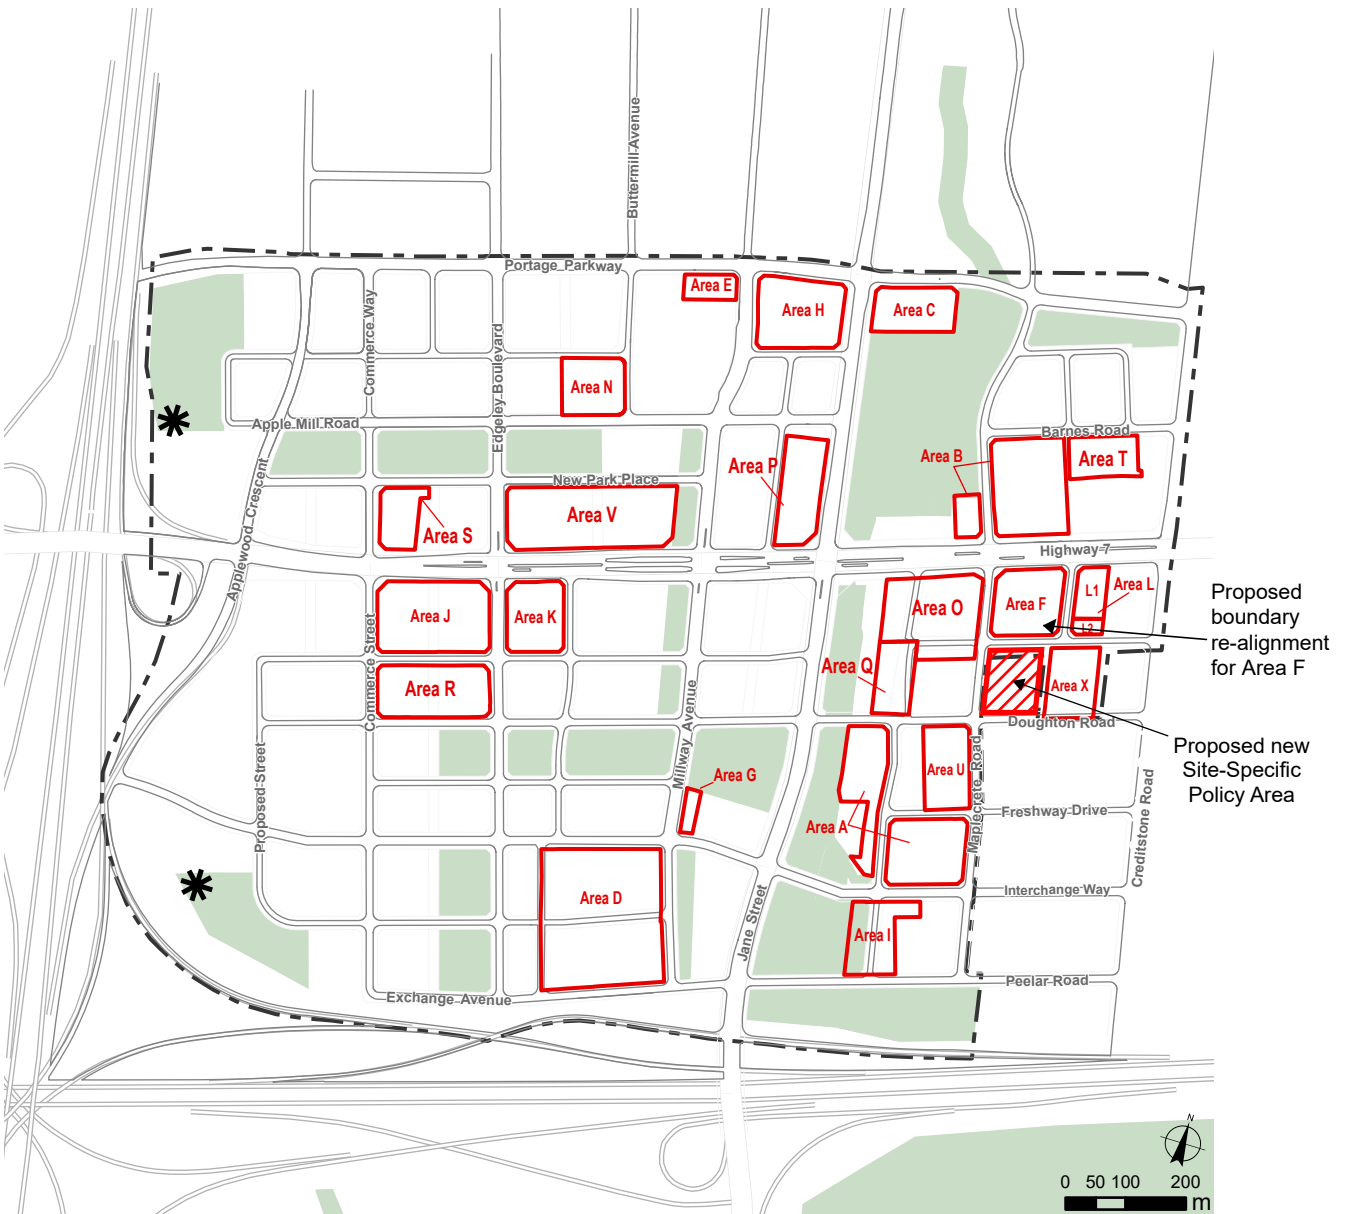 Buttermill Avenue
Portage Parkway
Area E
Area H
Area C
Commerce Way
Edgeley Boulevard
Area N
Apple Mill Road
Barnes Road
Area B
Area T
Area P
New Park Place
Applewood Crescent
Area S
Area V
Highway 7
Area J
Area K
Area O
Area F
L1
Area L
L2
Proposed
boundary
re-alignment
for Area F
Commerce Street
Area R
Area Q
Area X
Doughton Road
Millway Avenue
Proposed new
Site-Specific
Policy Area
Proposed Street
Area G
Area U
Maplecrete Road
Area A
Freshway Drive
Creditstone Road
Area D
Interchange Way
Jane Street
Area I
Exchange Avenue
Peelar Road
N
0 50 100 200
m